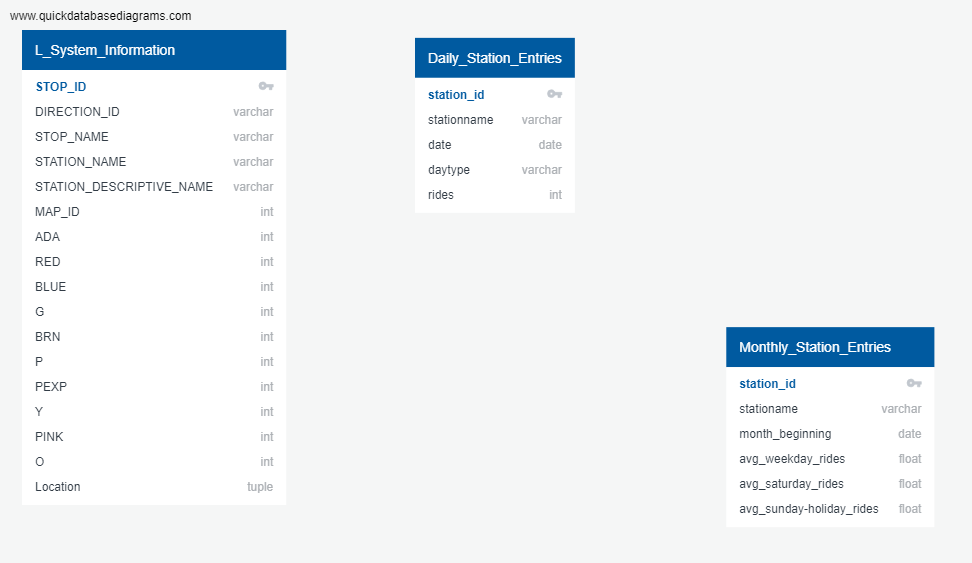 www.quickdatabasediagrams.com
L_System_Information
STOP_ID
DIRECTION_ID varchar
STOP_NAME varchar
STATION_NAME varchar
STATION_DESCRIPTIVE_NAME varchar
MAP_ID int
ADA int
RED int
BLUE int
G int
BRN int
P int
PEXP int
Y int
PINK int
O int
Location tuple
Daily_Station_Entries
station_id
stationname varchar
date date
daytype varchar
rides int
Monthly_Station_Entries
station_id
stationame varchar
month_beginning date
avg_weekday_rides float
avg_saturday_rides float
avg_sunday-holiday_rides float